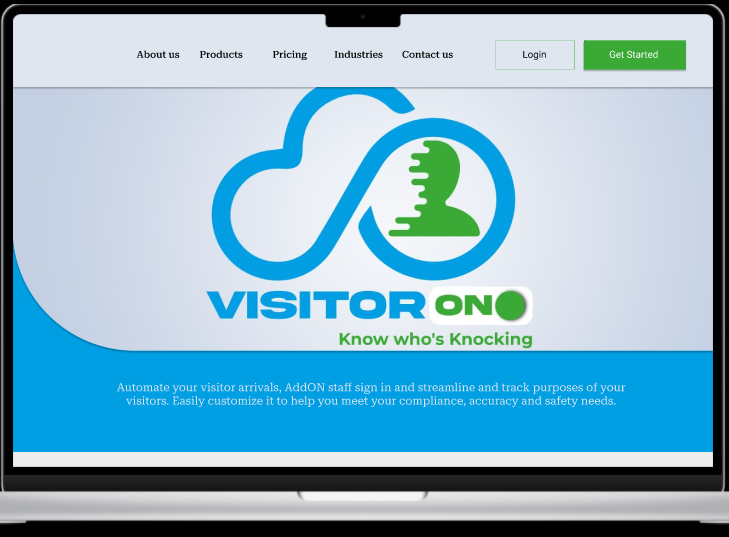 About us Products Pricing Industries Contact us Login Get Started
VISITOR ON
Know who's Knocking
Automate your visitor arrivals, AddON staff sign in and streamline and track purposes of your
visitors. Easily customize it to help you meet your compliance, accuracy and safety needs.